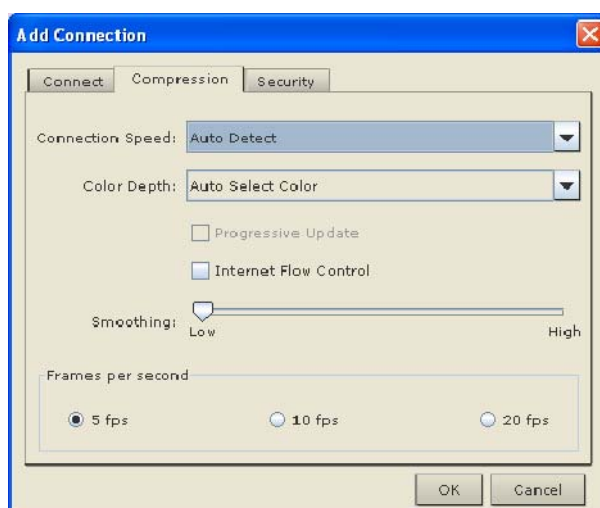 Add Connection
Connect Compression Security
Connection Speed: Auto Detect
Color Depth: Auto Select Color
Progressive Update
Internet Flow Control
Smoothing:
Low High
Frames per second
5 fps 10 fps 20 fps
OK Cancel